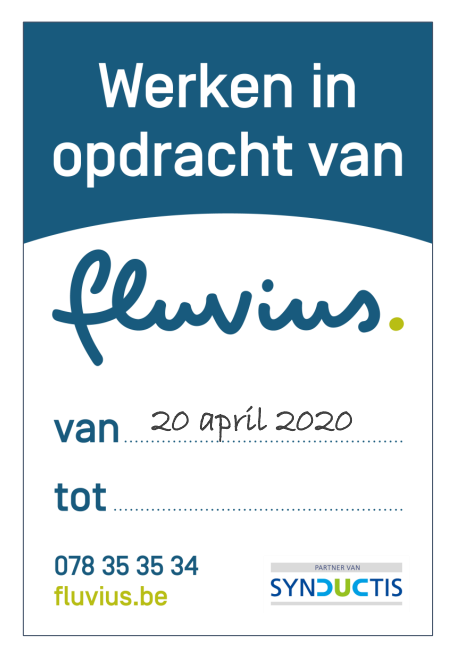 Werken in
opdracht van
fluvius.
van 20 april 2020
tot
078 35 35 34
fluvius.be
PARTNER VAN
SYNDUCTIS